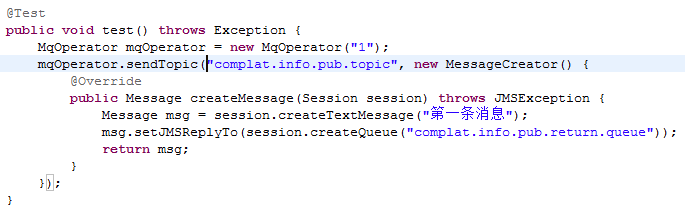 @Test
public void test() throws Exception {
    MqOperator mqOperator = new MqOperator("1");
    mqOperator.sendTopic("complat.info.pub.topic", new MessageCreator() {
        @Override
        public Message createMessage(Session session) throws JMSException {
            Message msg = session.createTextMessage("第一条消息");
            msg.setJMSReplyTo(session.createQueue("complat.info.pub.return.queue"));
            return msg;
        }
    });
}